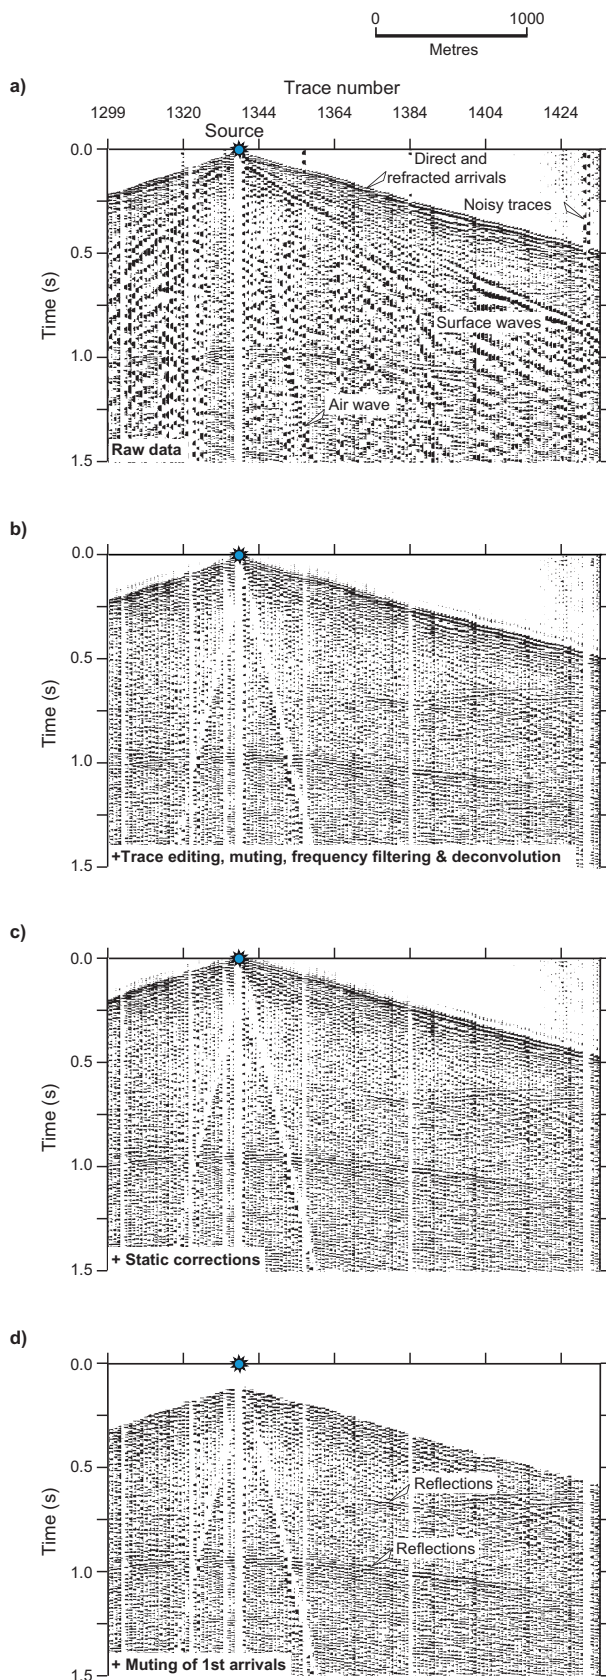 0 1000
Metres
a)
Trace number
1299 1320 1344 1364 1384 1404 1424
Source
0.0
Direct and
refracted arrivals
Noisy traces
0.5
Time (s)
Surface waves
1.0
Air wave
Raw data
1.5
b)
0.0
0.5
Time (s)
1.0
+Trace editing, muting, frequency filtering & deconvolution
1.5
c)
0.0
0.5
Time (s)
1.0
+ Static corrections
1.5
d)
0.0
0.5
Reflections
Time (s)
Reflections
1.0
+ Muting of 1st arrivals
1.5